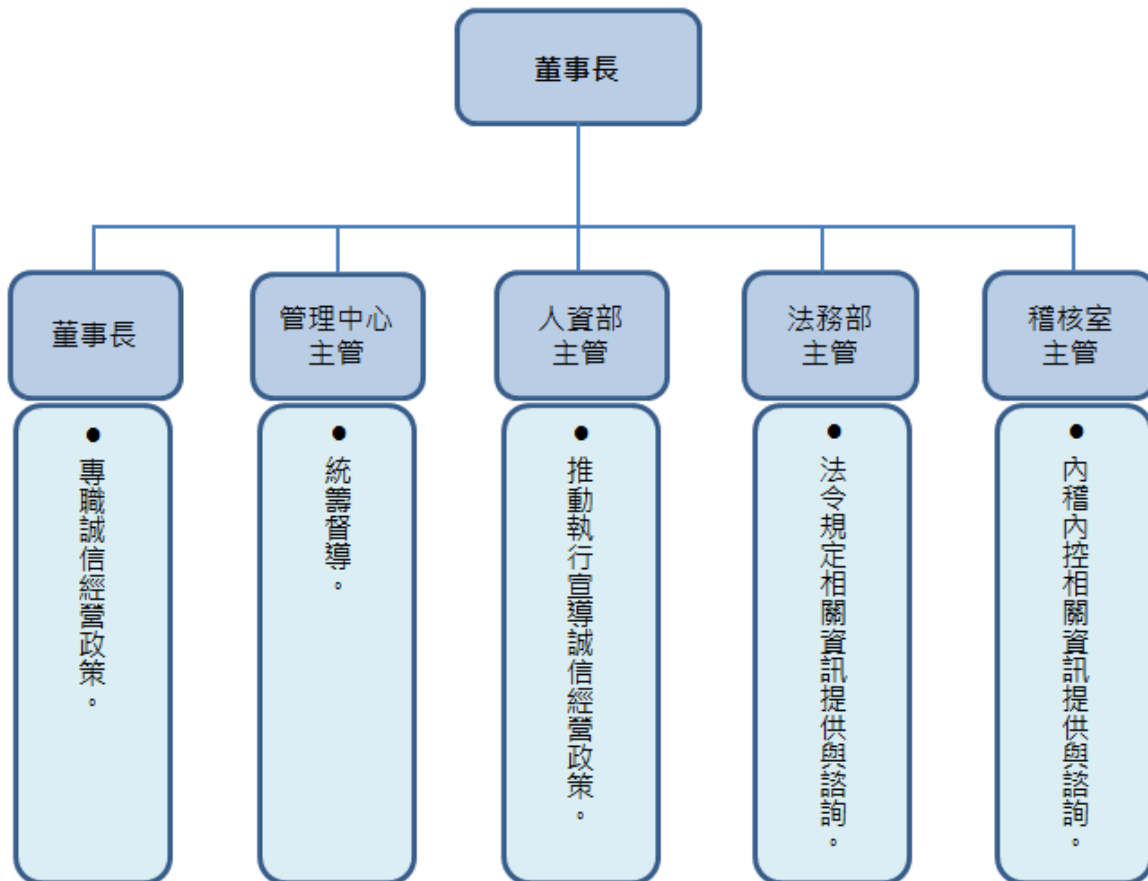 董事長
董事長
管理中心
主管
人資部
主管
法務部
主管
稽核室
主管
● 專職誠信經營政策。
● 統籌督導。
● 推動執行宣導誠信經營政策。
● 法令規定相關資訊提供與諮詢。
● 內稽內控相關資訊提供與諮詢。